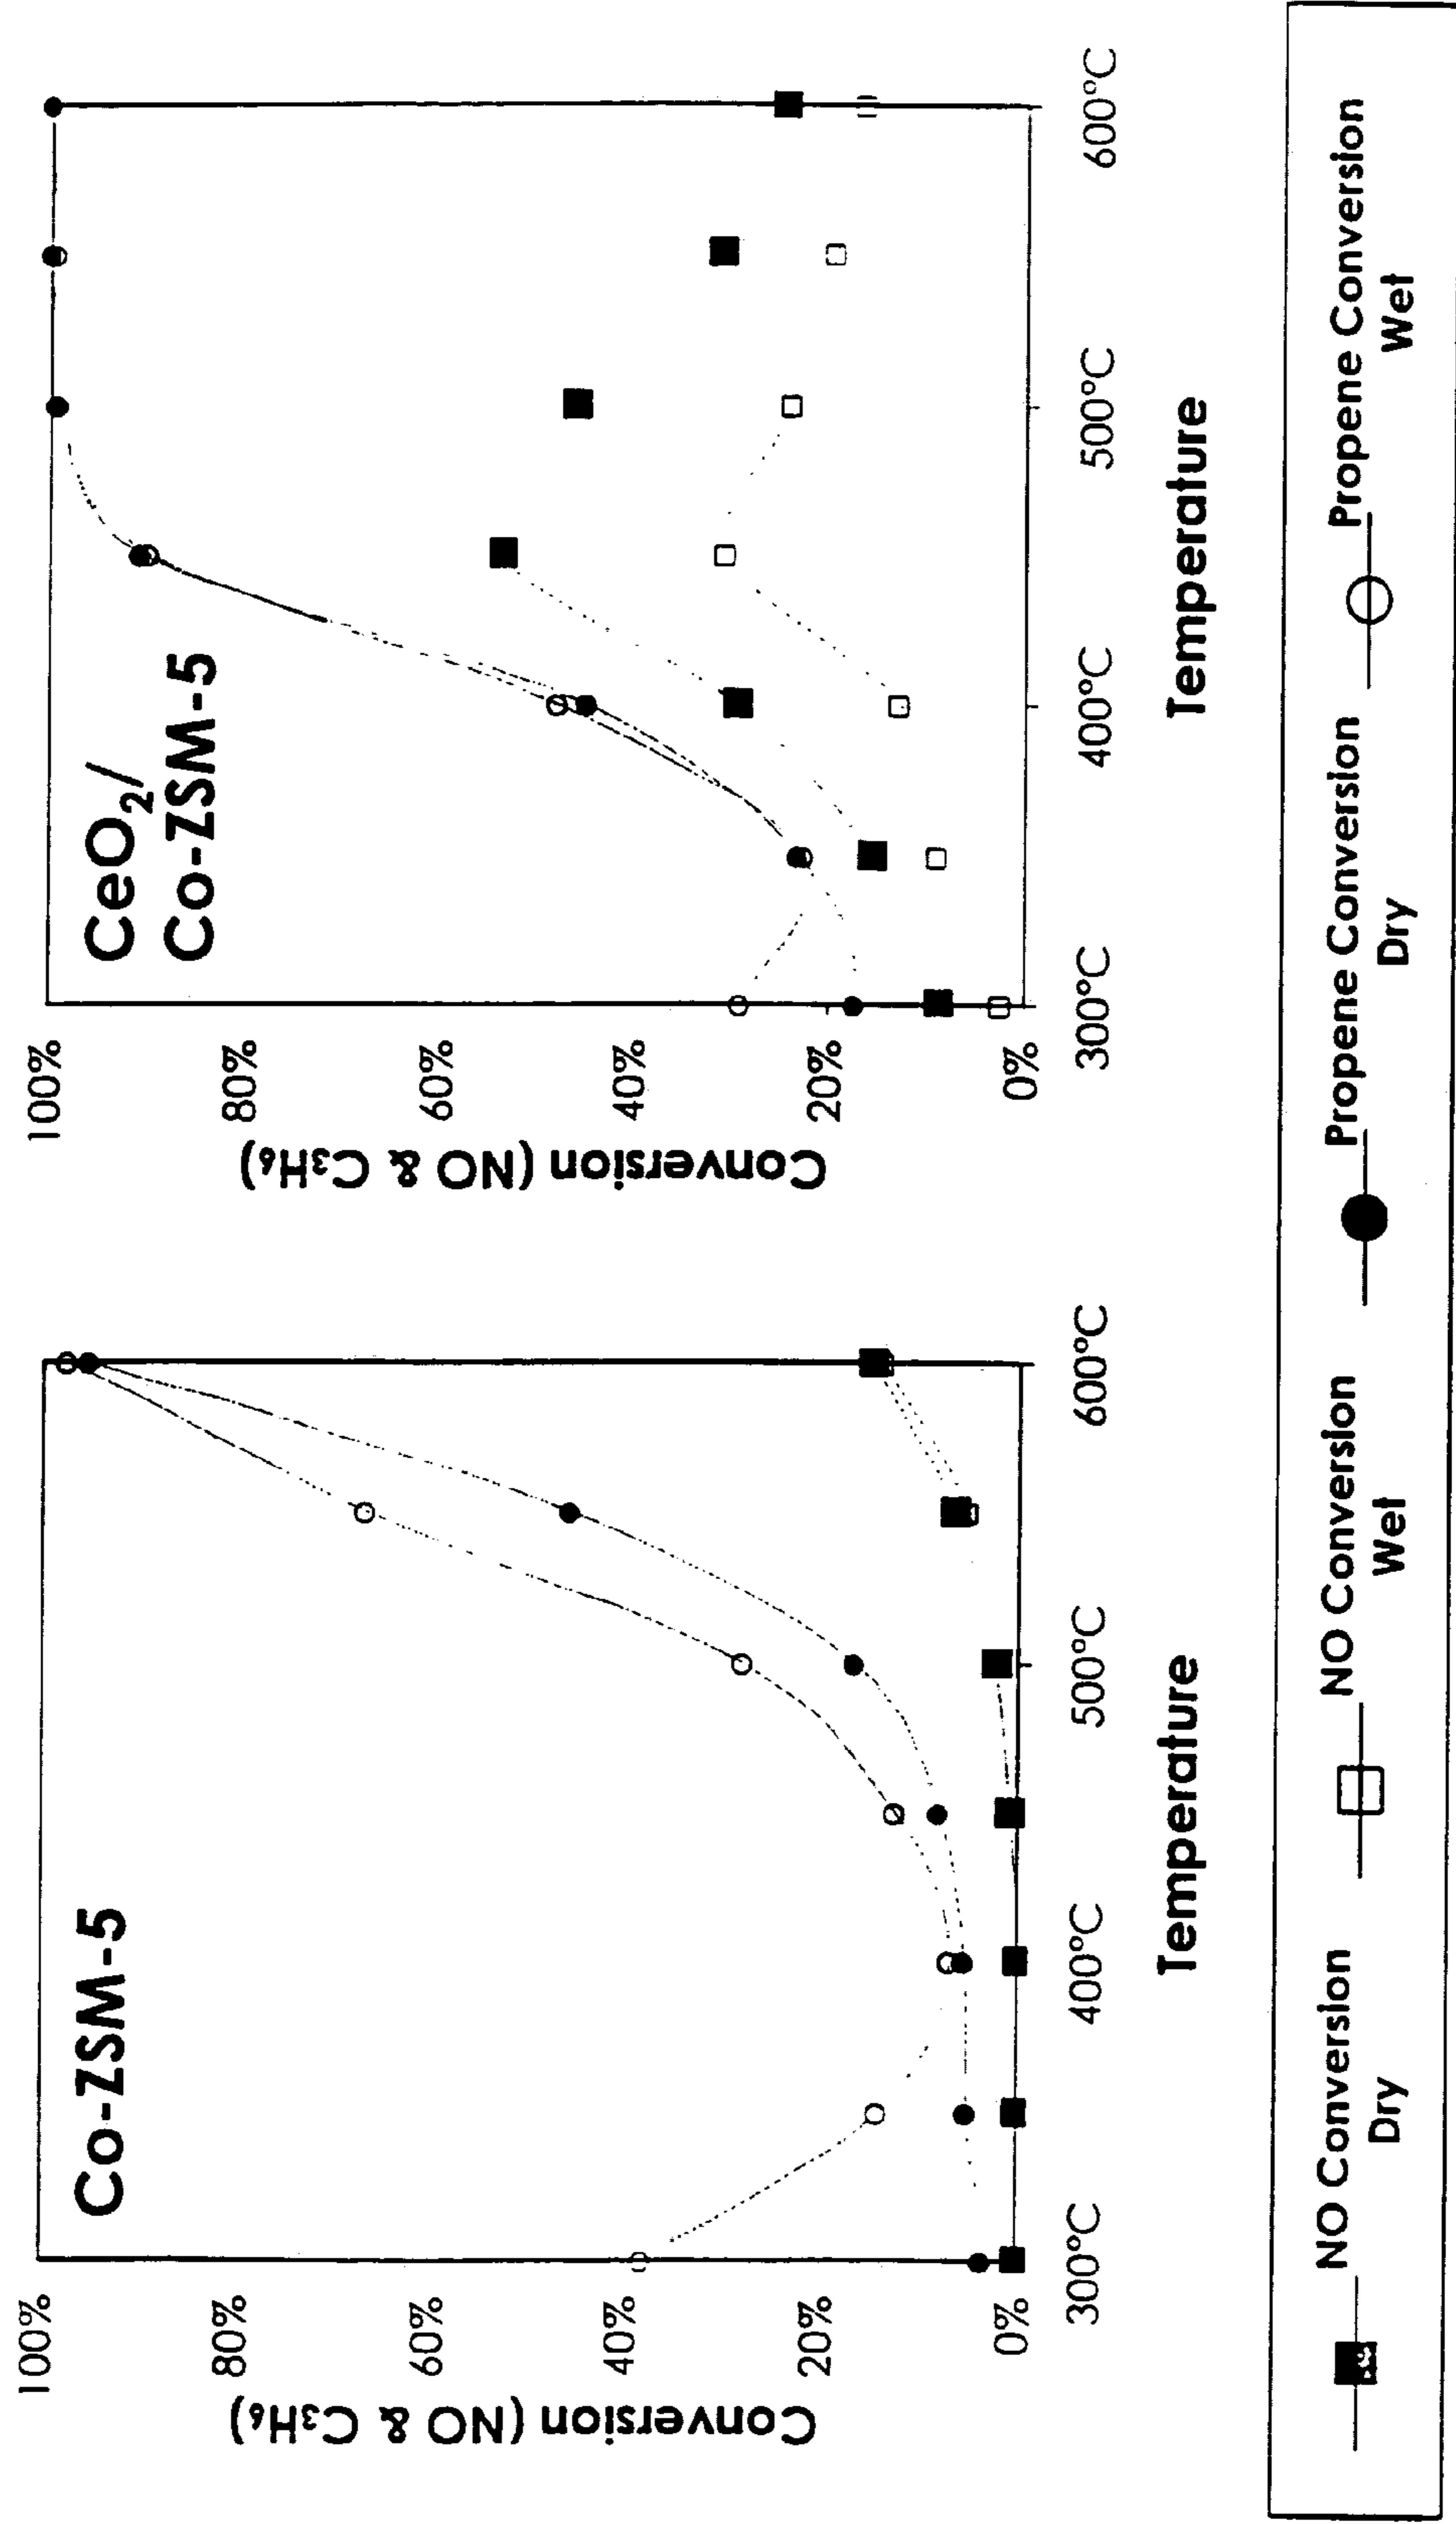 Co-ZSM-5
100%
80%
60%
40%
20%
0%
Conversion (NO & C₃H₆)
300°C
400°C
500°C
600°C
Temperature
CeO₂/
Co-ZSM-5
100%
80%
60%
40%
20%
0%
Conversion (NO & C₃H₆)
300°C
400°C
500°C
600°C
Temperature
NO Conversion
Dry
NO Conversion
Wet
Propene Conversion
Dry
Propene Conversion
Wet